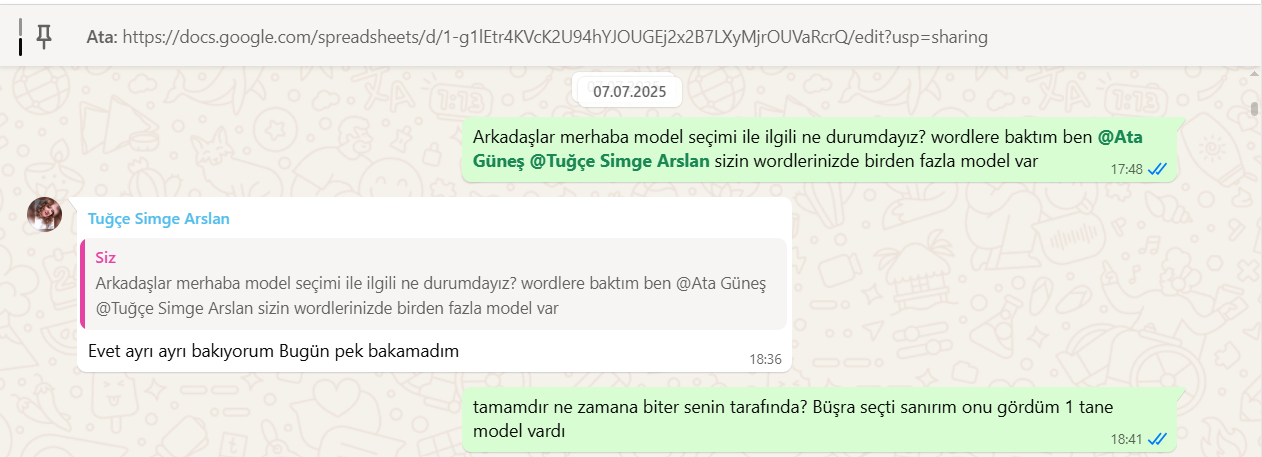 Ata: https://docs.google.com/spreadsheets/d/1-g1lEtr4KVcK2U94hYJOUGEj2x2B7LXyMjrOUVaRcrQ/edit?usp=sharing
07.07.2025
Arkadaşlar merhaba model seçimi ile ilgili ne durumdayız? wordlere baktım ben @Ata
Güneş @Tuğçe Simge Arslan sizin wordlerinizde birden fazla model var
17:48
Tuğçe Simge Arslan
Siz
Arkadaşlar merhaba model seçimi ile ilgili ne durumdayız? wordlere baktım ben @Ata Güneş
@Tuğçe Simge Arslan sizin wordlerinizde birden fazla model var
Evet ayrı ayrı bakıyorum Bugün pek bakamadım
18:36
tamamdır ne zamana biter senin tarafında? Büşra seçti sanırım onu gördüm 1 tane
model vardı
18:41